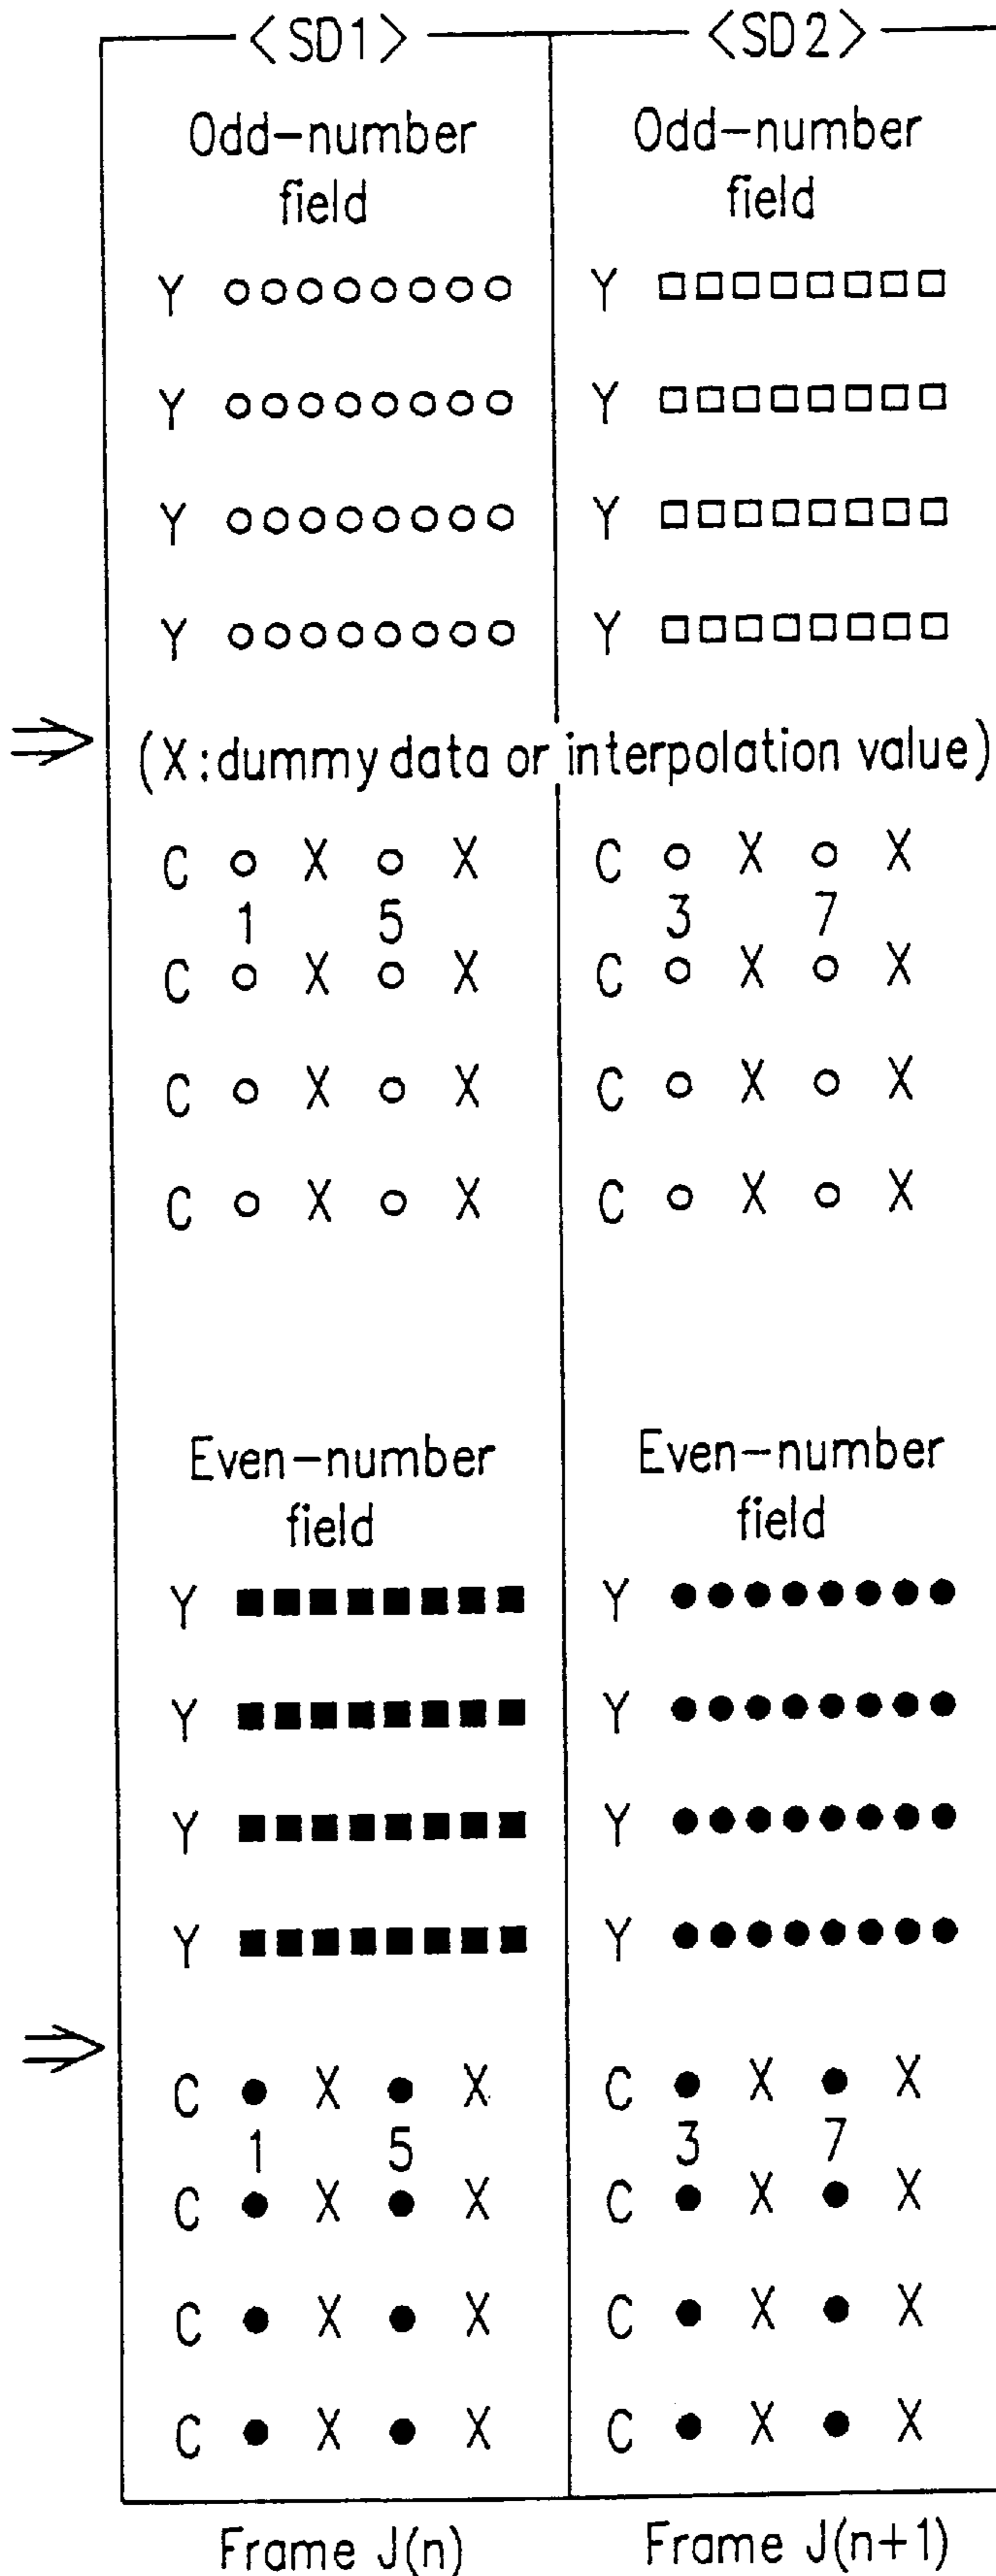 <SD1> <SD2>
Odd-number field Odd-number field
Y Y
Y Y
Y Y
Y Y
(X:dummy data or interpolation value)
C X X C X X
1 5 3 7
C X X C X X
C X X C X X
C X X C X X
Even-number field Even-number field
Y Y
Y Y
Y Y
Y Y
C X X C X X
1 5 3 7
C X X C X X
C X X C X X
C X X C X X
Frame J(n) Frame J(n+1)